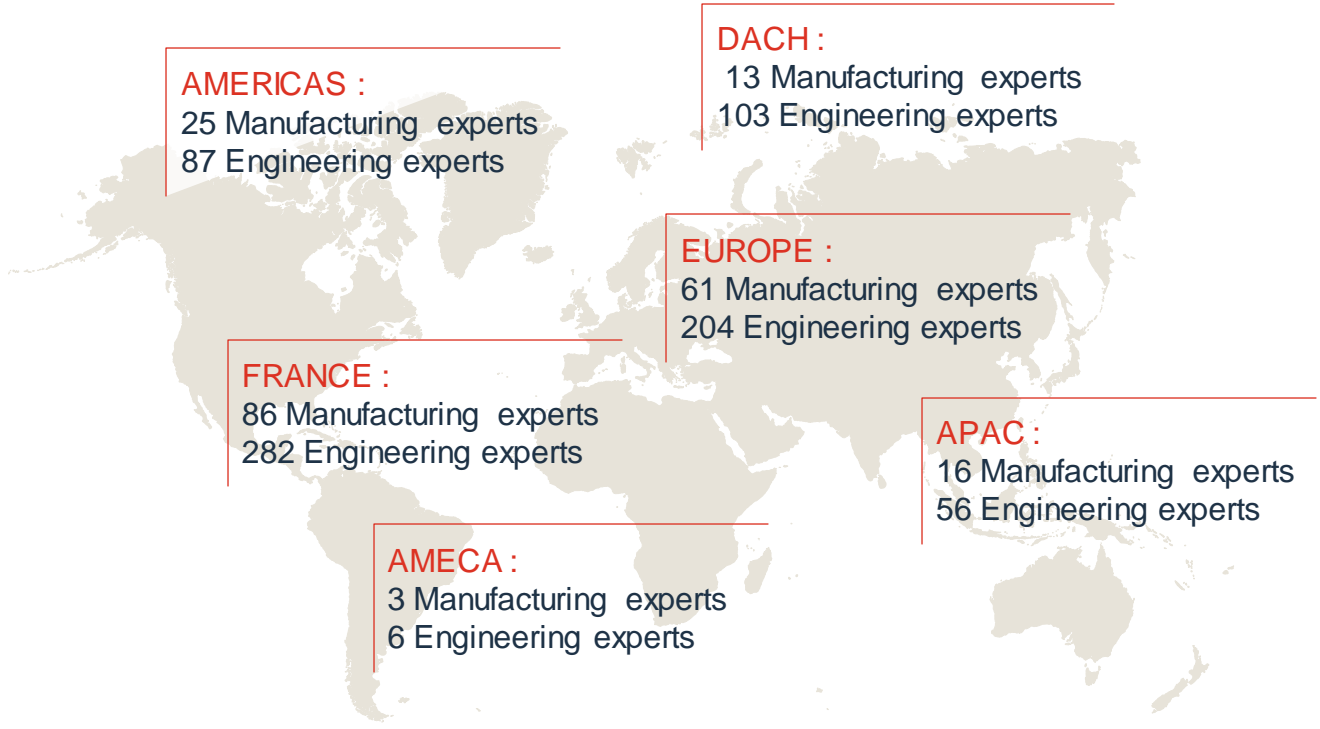 DACH :
13 Manufacturing experts
103 Engineering experts
AMERICAS :
25 Manufacturing experts
87 Engineering experts
EUROPE :
61 Manufacturing experts
204 Engineering experts
FRANCE :
86 Manufacturing experts
282 Engineering experts
APAC :
16 Manufacturing experts
56 Engineering experts
AMECA :
3 Manufacturing experts
6 Engineering experts